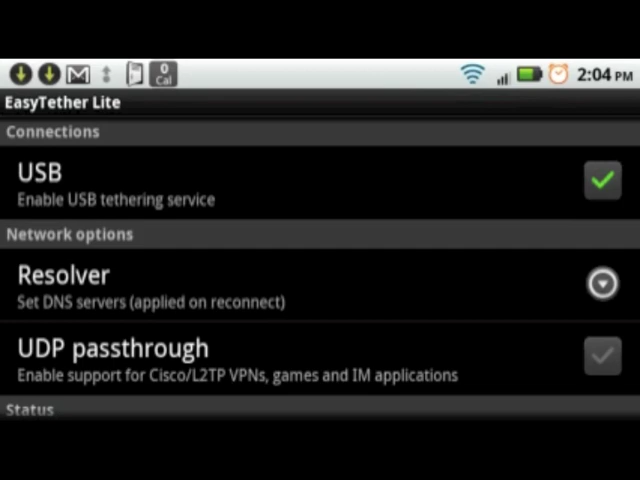 0
Cal
2:04 PM
EasyTether Lite
Connections
USB
Enable USB tethering service
Network options
Resolver
Set DNS servers (applied on reconnect)
UDP passthrough
Enable support for Cisco/L2TP VPNs, games and IM applications
Status